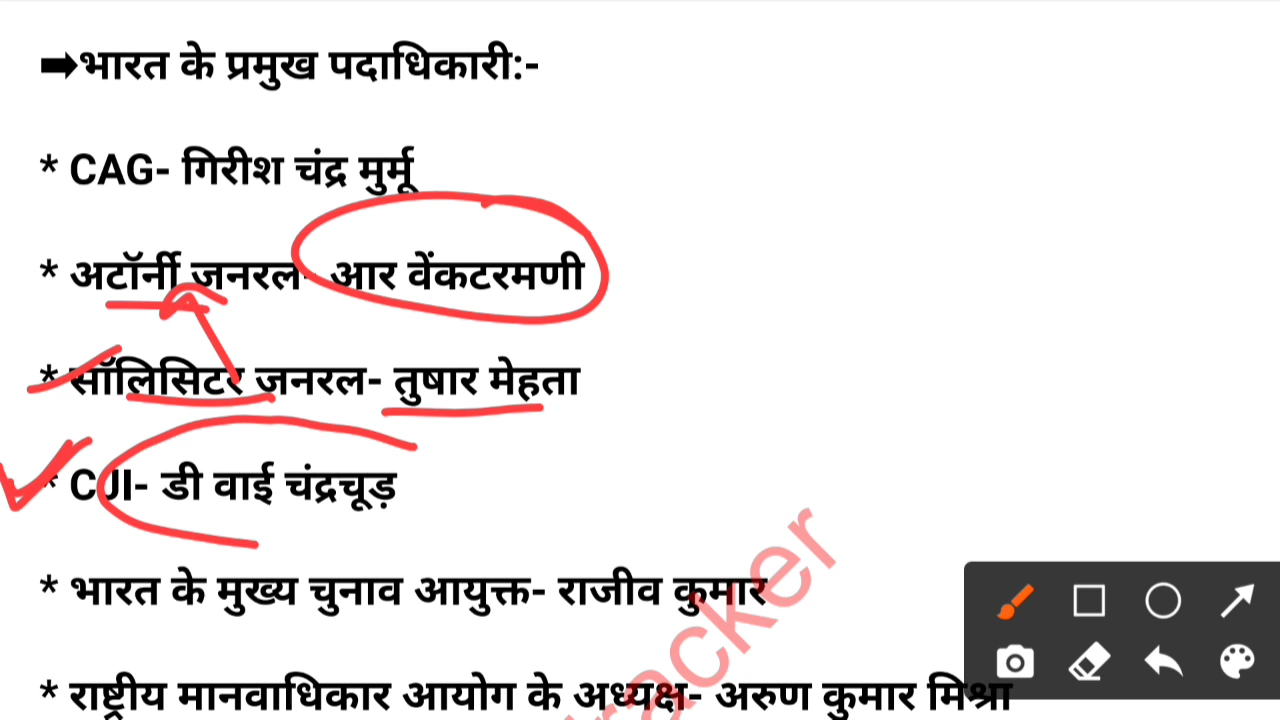 ➡भारत के प्रमुख पदाधिकारी:-
* CAG- गिरीश चंद्र मुर्मू
* अटॉर्नी जनरल- आर वेंकटरमणी
* सॉलिसिटर जनरल- तुषार मेहता
* CJI- डी वाई चंद्रचूड़
* भारत के मुख्य चुनाव आयुक्त- राजीव कुमार
* राष्ट्रीय मानवाधिकार आयोग के अध्यक्ष- अरुण कुमार मिश्रा